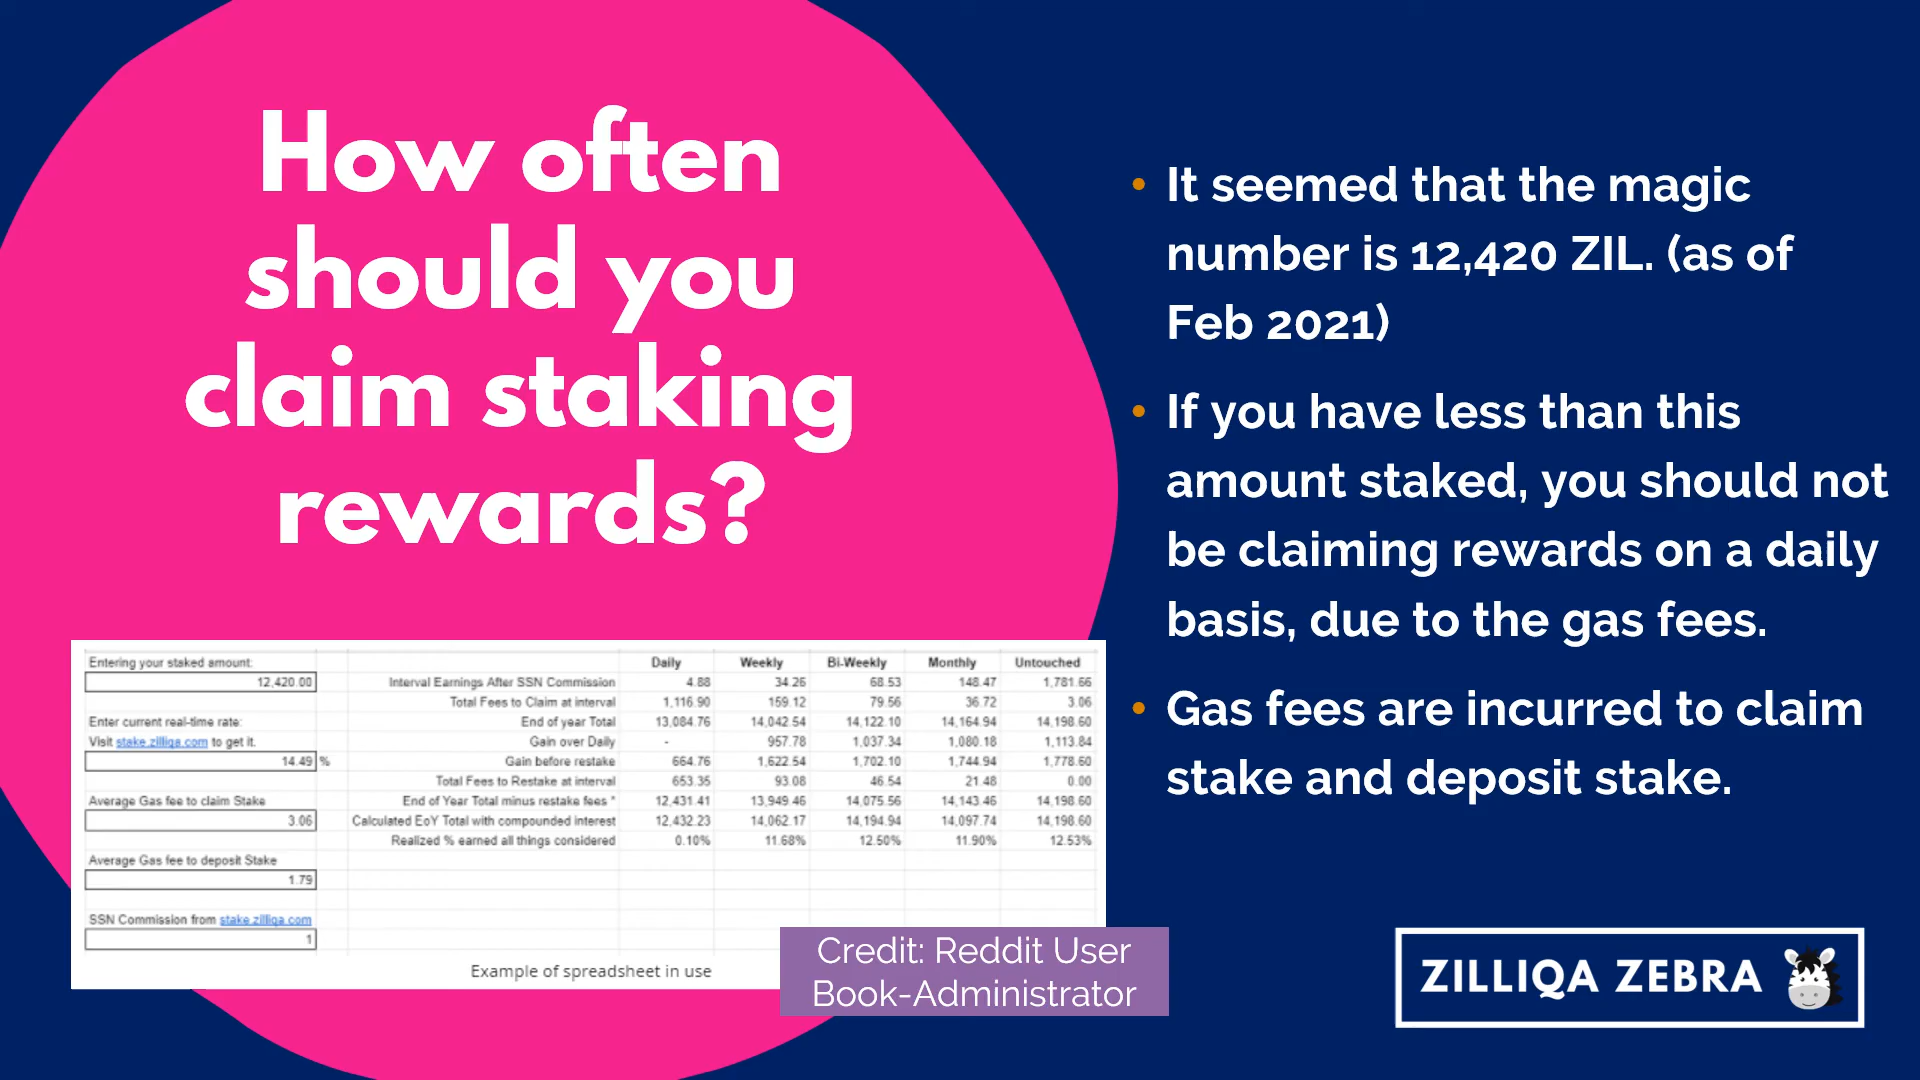 How often
should you
claim staking
rewards?
Entering your staked amount: Daily Weekly Bi-Weekly Monthly Untouched
12,420.00 Interval Earnings After SSN Commission 4.88 34.26 68.53 148.47 1,781.66
Total Fees to Claim at interval 1,116.90 159.12 79.56 36.72 3.06
Enter current real-time rate: End of year Total 13,084.76 14,042.54 14,122.10 14,164.94 14,198.60
Visit stake.zilliqa.com to get it. Gain over Daily - 957.78 1,037.34 1,080.18 1,113.84
14.49 % Gain before restake 664.76 1,622.54 1,702.10 1,744.94 1,778.60
Total Fees to Restake at interval 653.35 93.08 46.54 21.48 0.00
Average Gas fee to claim Stake End of Year Total minus restake fees * 12,431.41 13,949.46 14,075.56 14,143.46 14,198.60
3.06 Calculated EoY Total with compounded interest 12,432.23 14,062.17 14,194.94 14,097.74 14,198.60
Realized % earned all things considered 0.10% 11.68% 12.50% 11.90% 12.53%
Average Gas fee to deposit Stake
1.79
SSN Commission from stake.zilliqa.com
1
Example of spreadsheet in use
Credit: Reddit User
Book-Administrator
• It seemed that the magic
number is 12,420 ZIL. (as of
Feb 2021)
• If you have less than this
amount staked, you should not
be claiming rewards on a daily
basis, due to the gas fees.
• Gas fees are incurred to claim
stake and deposit stake.
ZILLIQA ZEBRA